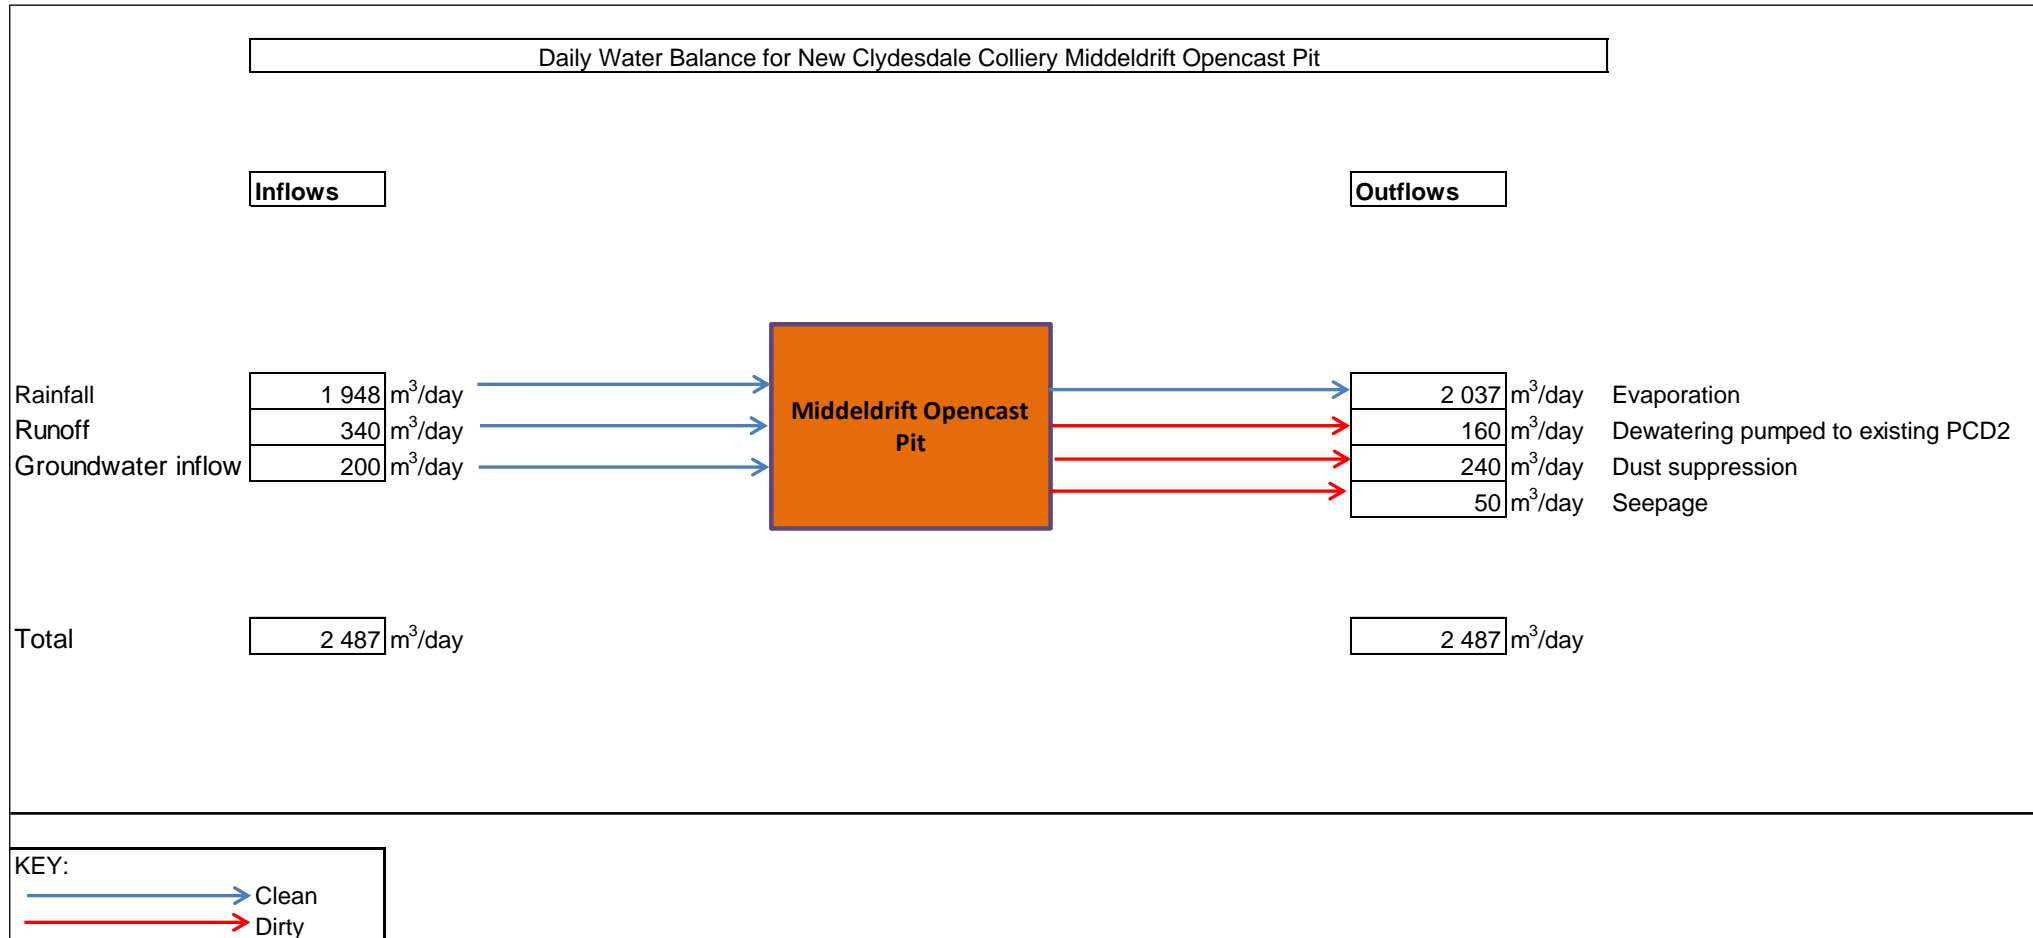 Daily Water Balance for New Clydesdale Colliery Middeldrift Opencast Pit
Inflows
Outflows
Rainfall 1 948 m³/day
Runoff 340 m³/day
Groundwater inflow 200 m³/day
Middeldrift Opencast
Pit
2 037 m³/day Evaporation
160 m³/day Dewatering pumped to existing PCD2
240 m³/day Dust suppression
50 m³/day Seepage
Total 2 487 m³/day
2 487 m³/day
KEY:
Clean
Dirty